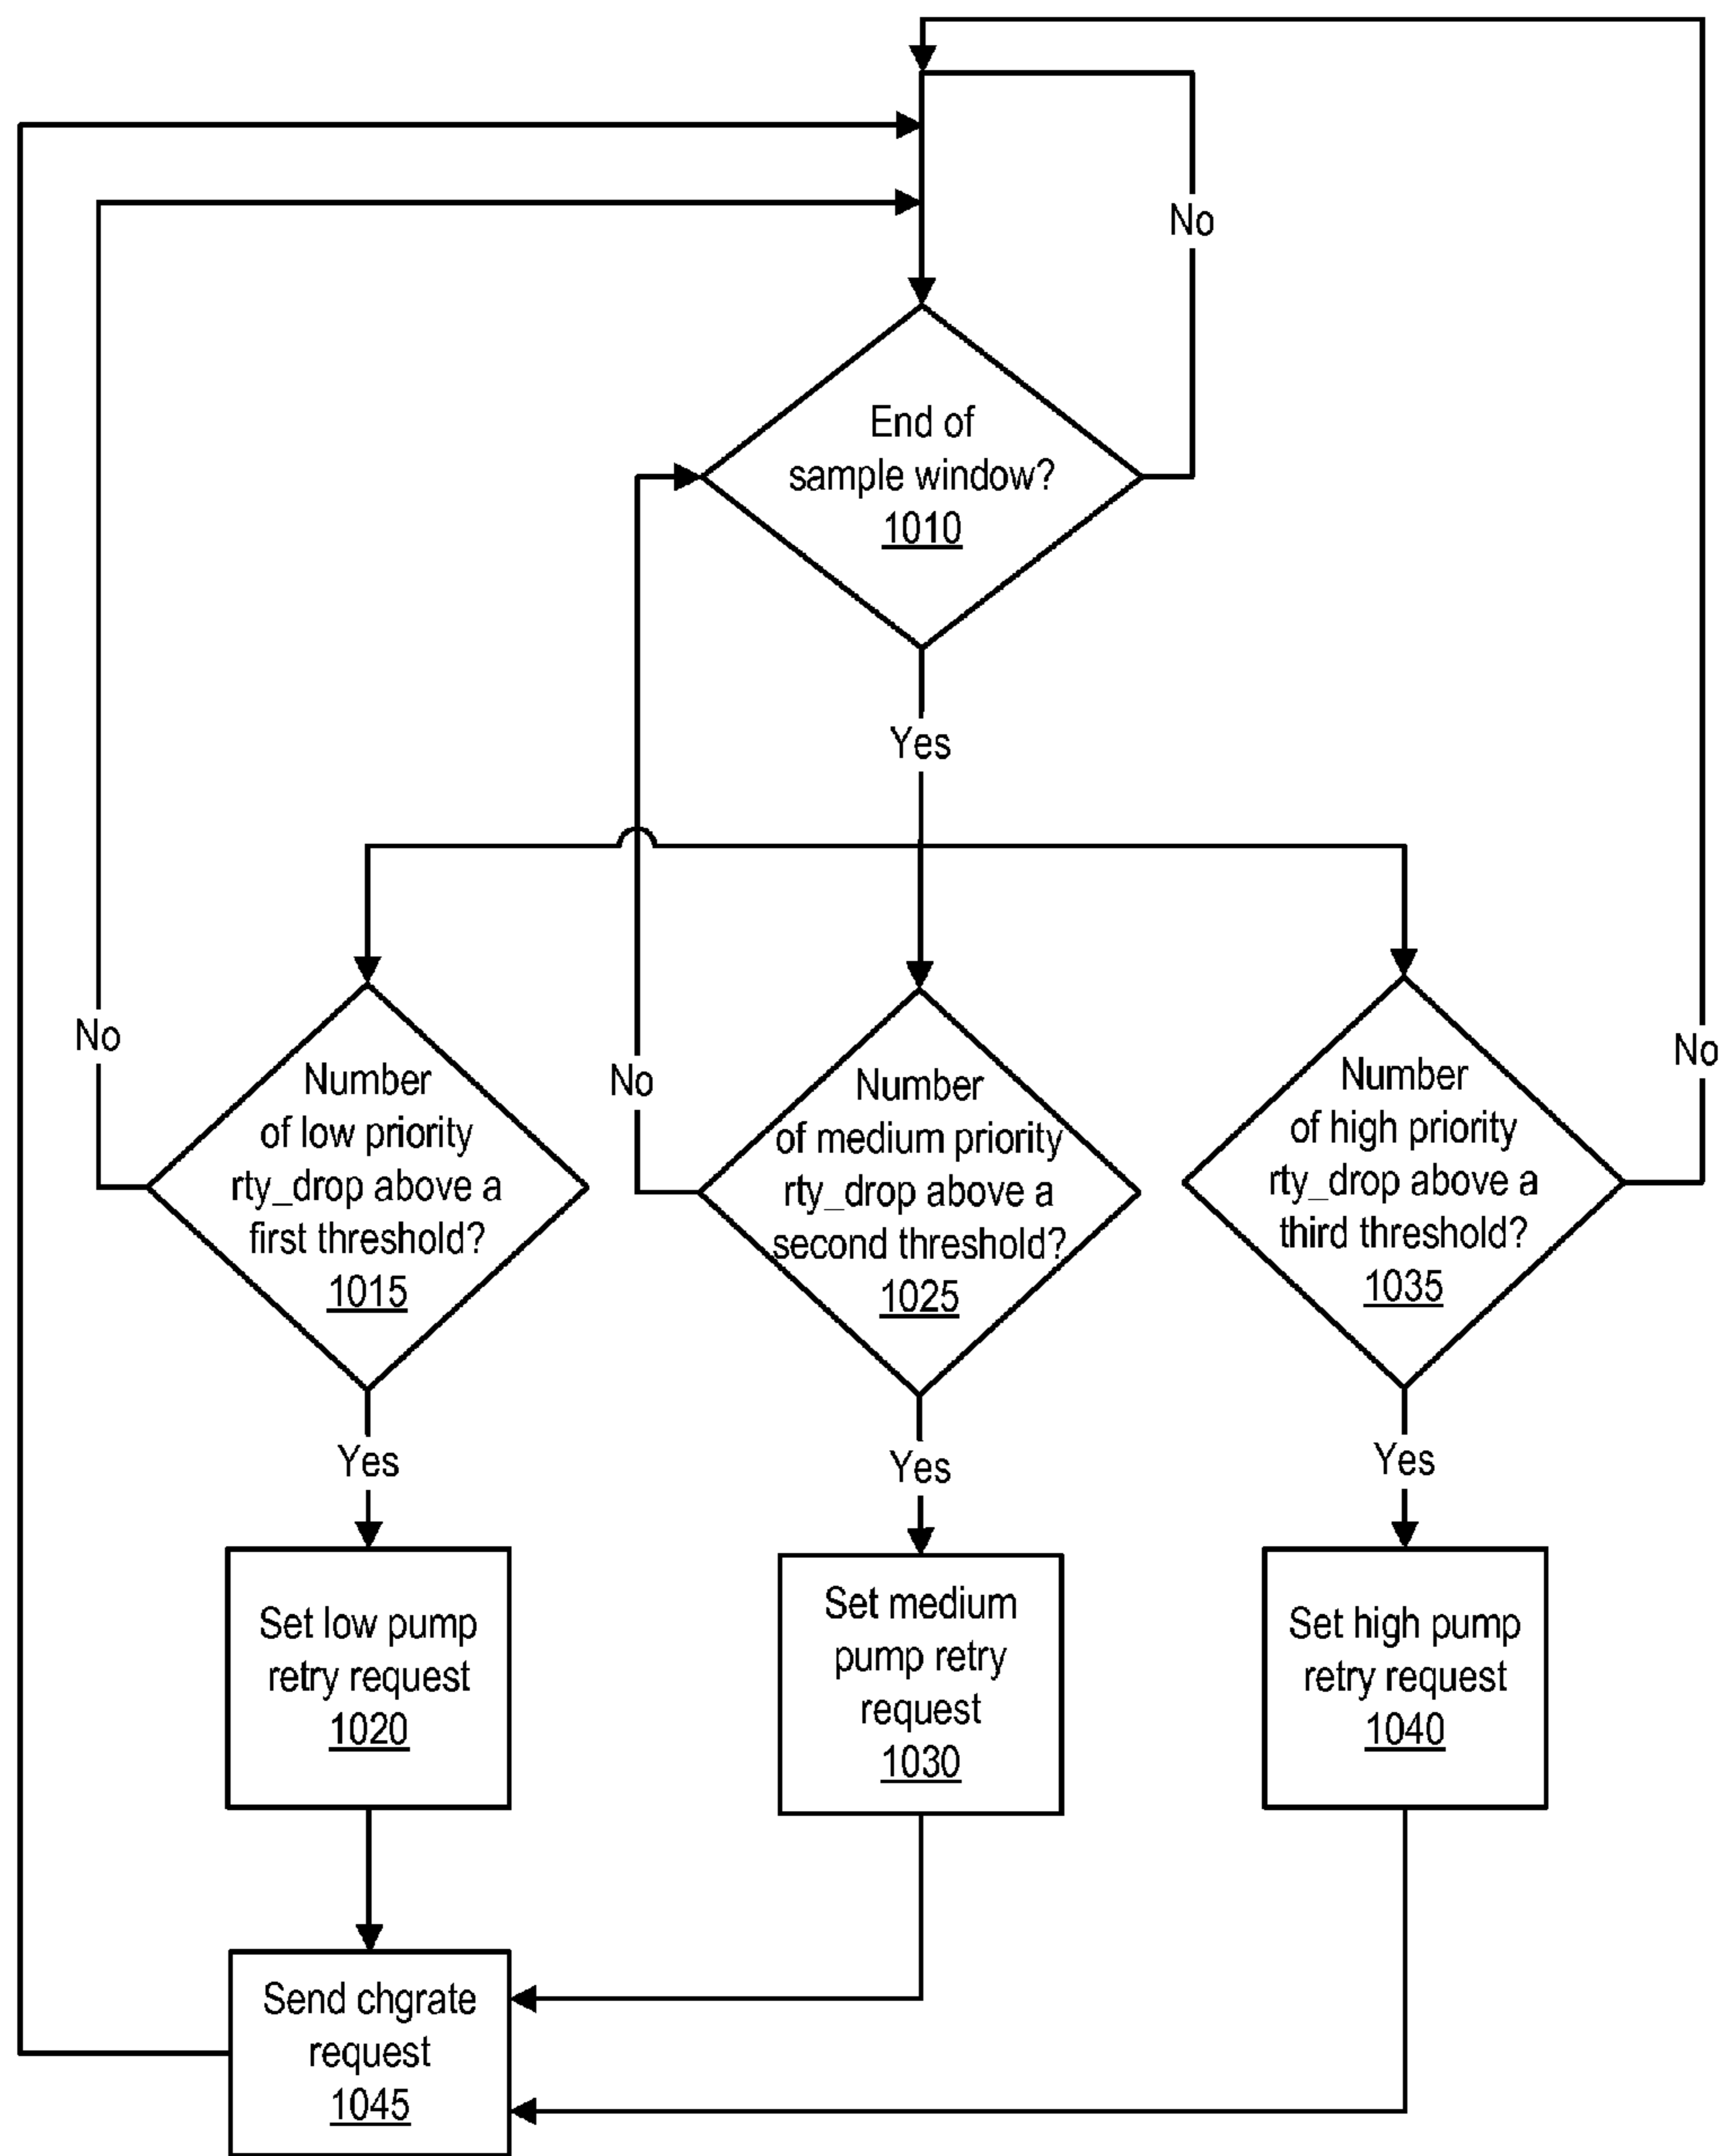 No
End of
sample window?
1010
Yes
No
Number
of low priority
rty_drop above a
first threshold?
1015
No
Number
of medium priority
rty_drop above a
second threshold?
1025
Number
of high priority
rty_drop above a
third threshold?
1035
No
Yes
Yes
Yes
Set low pump
retry request
1020
Set medium
pump retry
request
1030
Set high pump
retry request
1040
Send chgrate
request
1045